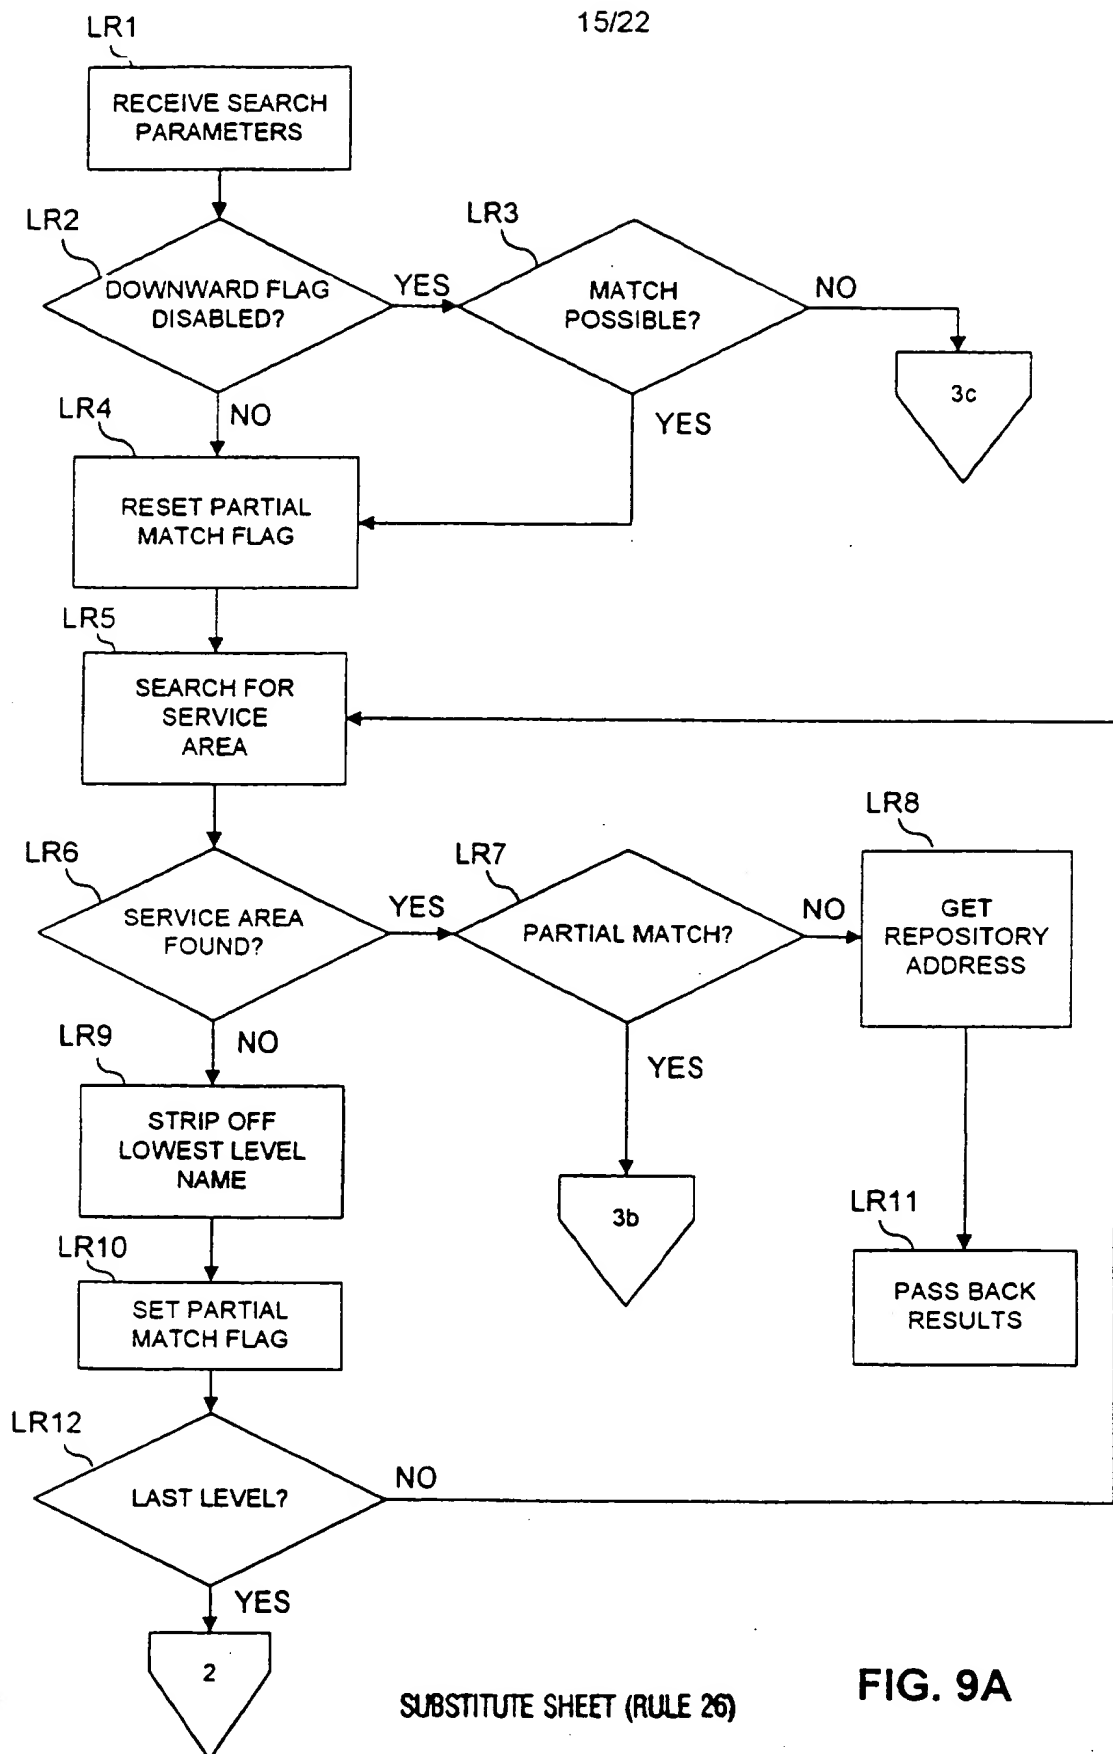 15/22
LR1
RECEIVE SEARCH
PARAMETERS
LR2
DOWNWARD FLAG
DISABLED?
YES
NO
LR3
MATCH
POSSIBLE?
NO
YES
3c
LR4
RESET PARTIAL
MATCH FLAG
LR5
SEARCH FOR
SERVICE
AREA
LR6
SERVICE AREA
FOUND?
YES
NO
LR7
PARTIAL MATCH?
NO
YES
LR8
GET
REPOSITORY
ADDRESS
3b
LR9
STRIP OFF
LOWEST LEVEL
NAME
LR11
PASS BACK
RESULTS
LR10
SET PARTIAL
MATCH FLAG
LR12
LAST LEVEL?
NO
YES
2
SUBSTITUTE SHEET (RULE 26)
FIG. 9A